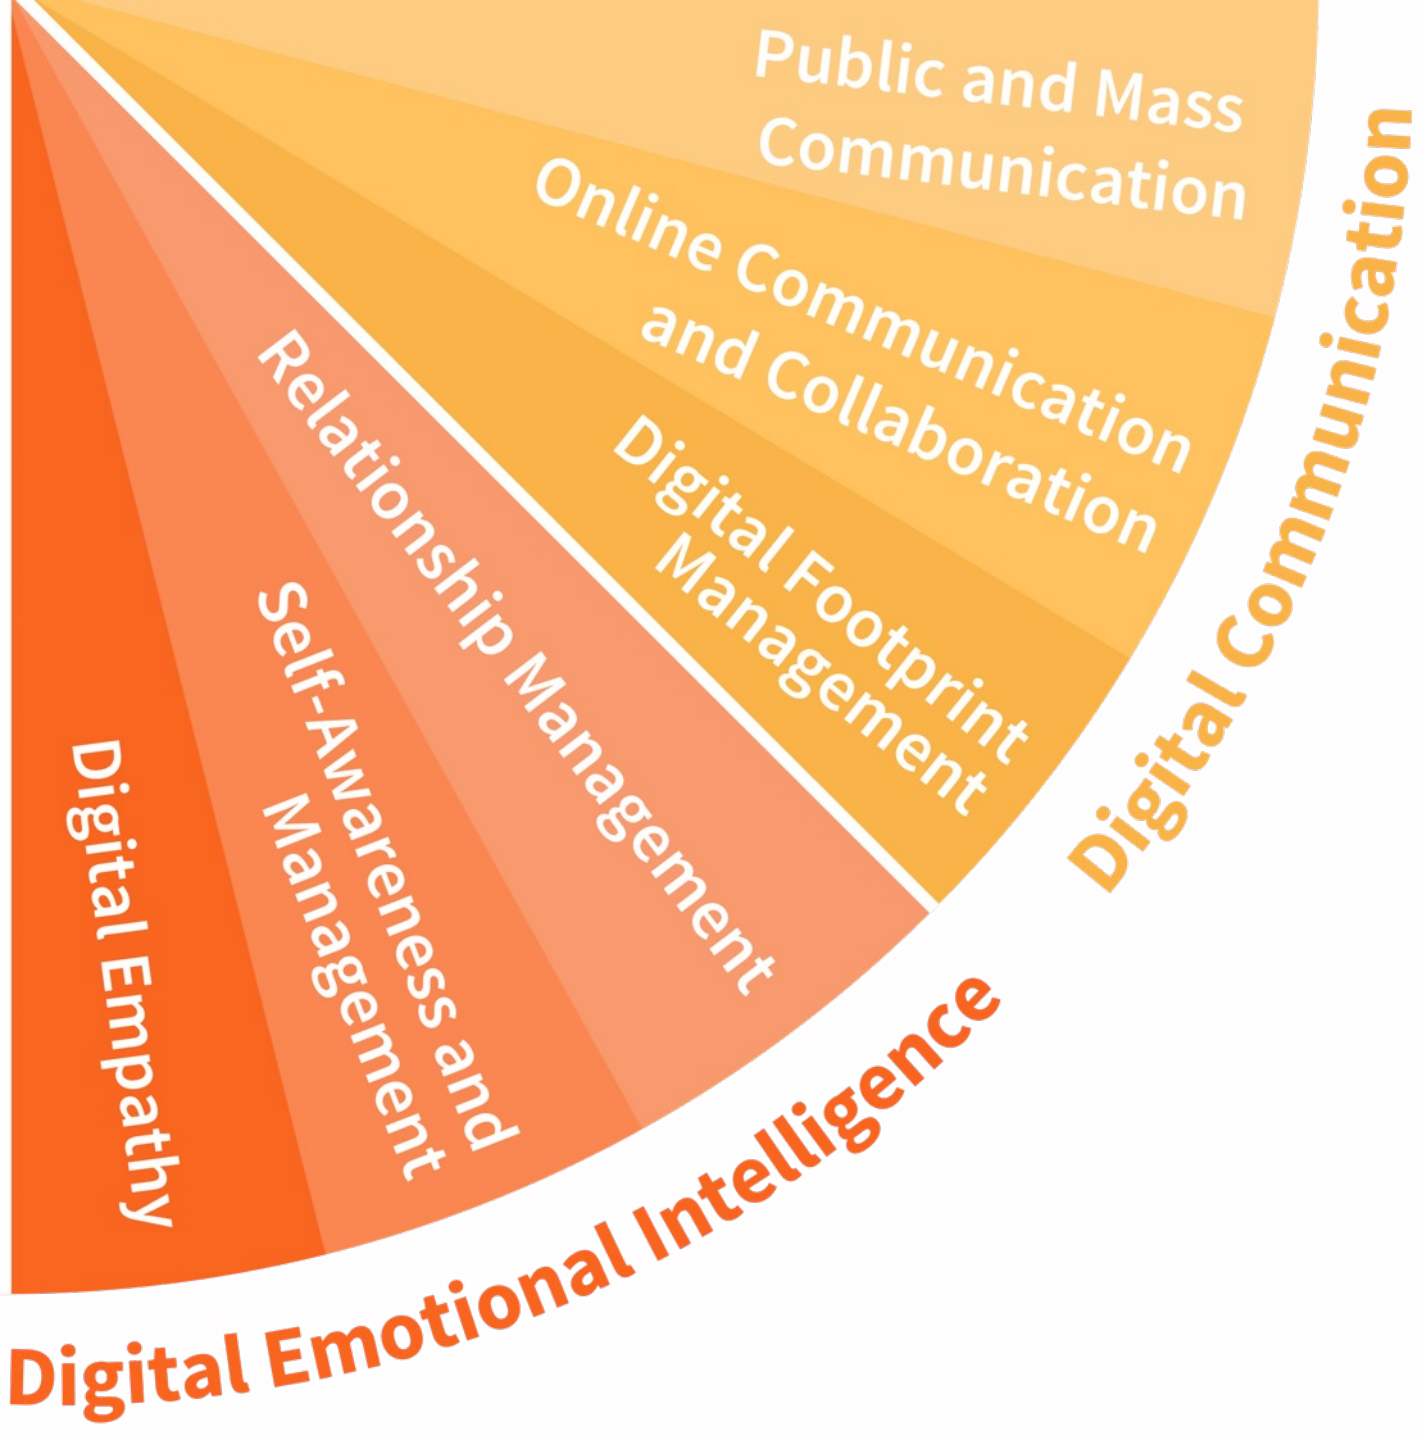 Public and Mass
Communication
Online Communication
and Collaboration
Digital Footprint
Management
Digital Communication
Relationship Management
Self-Awareness and
Management
Digital Empathy
Digital Emotional Intelligence